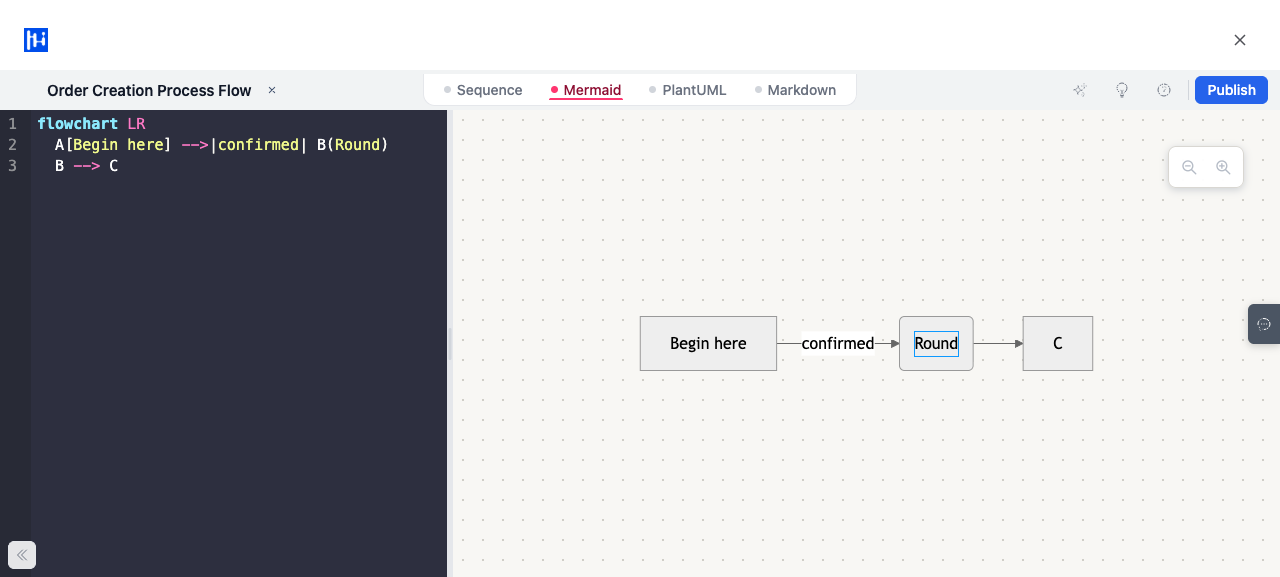 Order Creation Process Flow ×
Sequence
Mermaid
PlantUML
Markdown
Publish
1 flowchart LR
2 A[Begin here] -->|confirmed| B(Round)
3 B --> C
Begin here
confirmed
Round
C